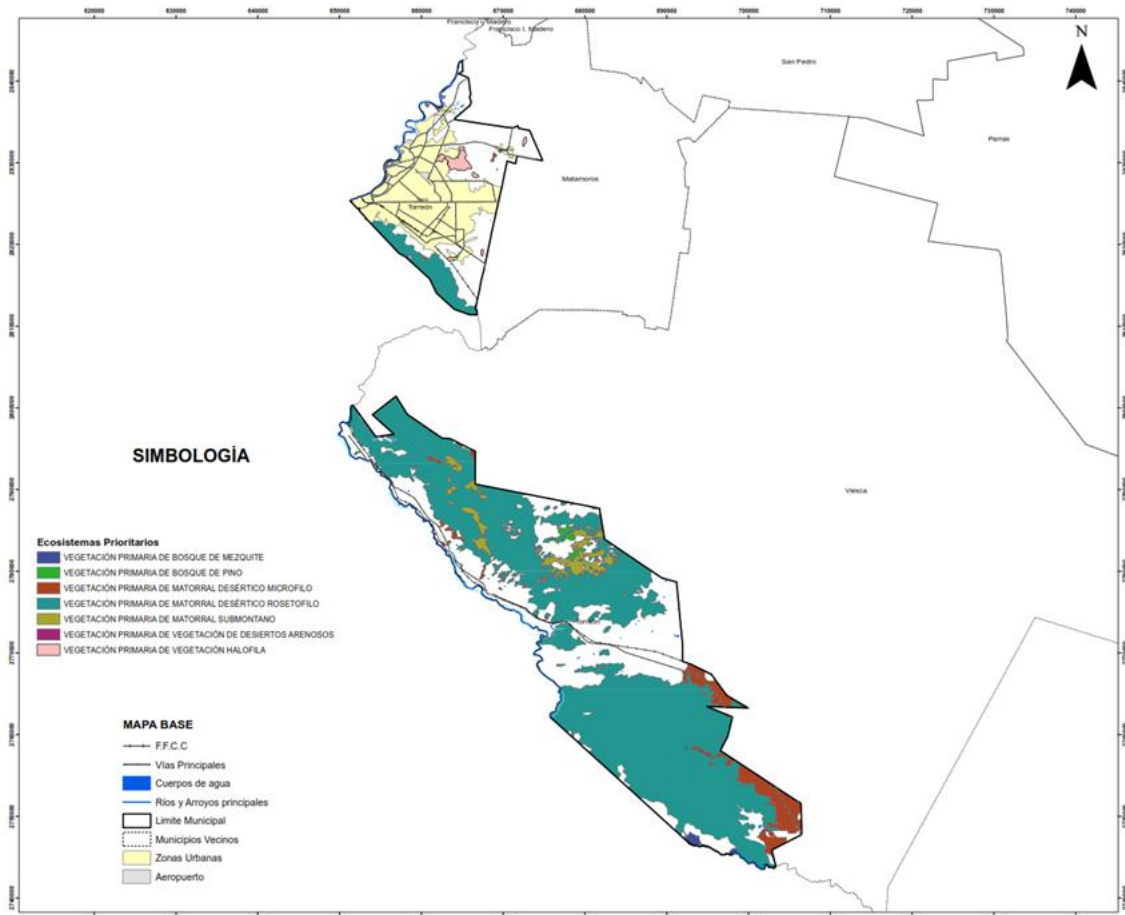 620000 630000 640000 650000 660000 670000 680000 690000 700000 710000 720000 730000 740000
Francisco I. Madero
Francisco I. Madero
N
San Pedro
Parras
Matamoros
Torreón
SIMBOLOGÍA
Viesca
Ecosistemas Prioritarios
VEGETACIÓN PRIMARIA DE BOSQUE DE MEZQUITE
VEGETACIÓN PRIMARIA DE BOSQUE DE PINO
VEGETACIÓN PRIMARIA DE MATORRAL DESÉRTICO MICROFILO
VEGETACIÓN PRIMARIA DE MATORRAL DESÉRTICO ROSETOFILO
VEGETACIÓN PRIMARIA DE MATORRAL SUBMONTANO
VEGETACIÓN PRIMARIA DE VEGETACIÓN DE DESIERTOS ARENOSOS
VEGETACIÓN PRIMARIA DE VEGETACIÓN HALOFILA
MAPA BASE
F.F.C.C
Vías Principales
Cuerpos de agua
Ríos y Arroyos principales
Limite Municipal
Municipios Vecinos
Zonas Urbanas
Aeropuerto